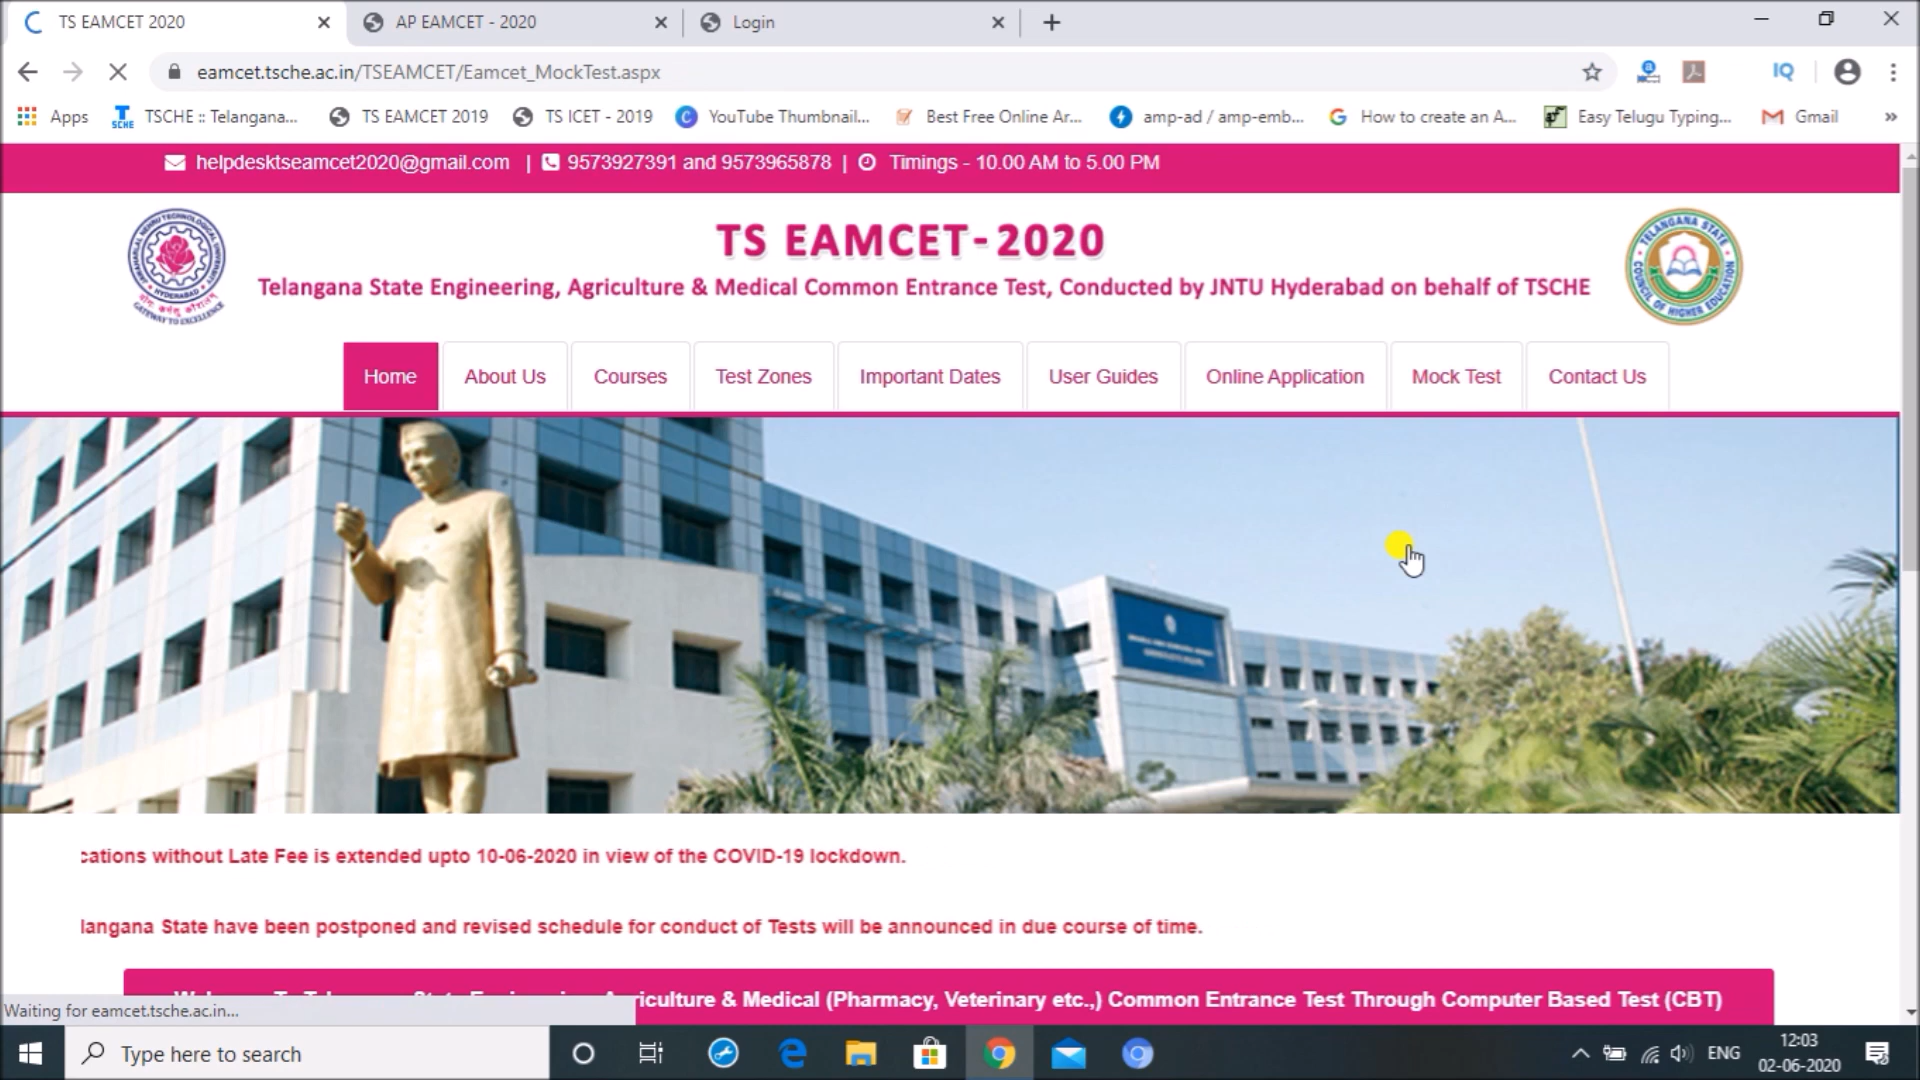 TS EAMCET 2020
AP EAMCET - 2020
Login
eamcet.tsche.ac.in/TSEAMCET/Eamcet_MockTest.aspx
IQ
Apps
TSCHE :: Telangana...
TS EAMCET 2019
TS ICET - 2019
YouTube Thumbnail...
Best Free Online Ar...
amp-ad / amp-emb...
How to create an A...
Easy Telugu Typing...
Gmail
»
helpdesktseamcet2020@gmail.com | 9573927391 and 9573965878 | Timings - 10.00 AM to 5.00 PM
TS EAMCET-2020
Telangana State Engineering, Agriculture & Medical Common Entrance Test, Conducted by JNTU Hyderabad on behalf of TSCHE
TELANGANA STATE
COUNCIL OF HIGHER EDUCATION
Home
About Us
Courses
Test Zones
Important Dates
User Guides
Online Application
Mock Test
Contact Us
cations without Late Fee is extended upto 10-06-2020 in view of the COVID-19 lockdown.
langana State have been postponed and revised schedule for conduct of Tests will be announced in due course of time.
riculture & Medical (Pharmacy, Veterinary etc.,) Common Entrance Test Through Computer Based Test (CBT)
Waiting for eamcet.tsche.ac.in...
Type here to search
ENG
12:03
02-06-2020